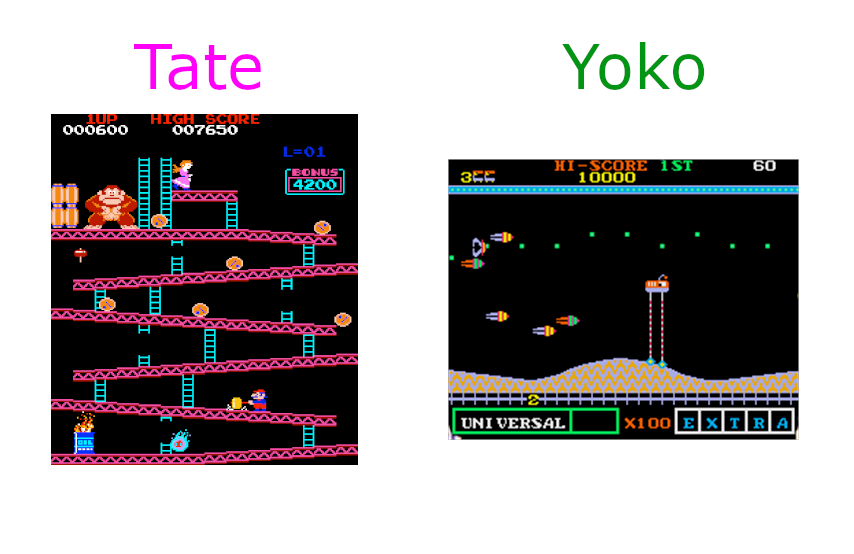 Tate
Yoko
1UP HIGH SCORE
000600 007650
L=01
BONUS
4200
OIL
HI-SCORE 1ST 60
3
10000
2
UNIVERSAL X100 E X T R A